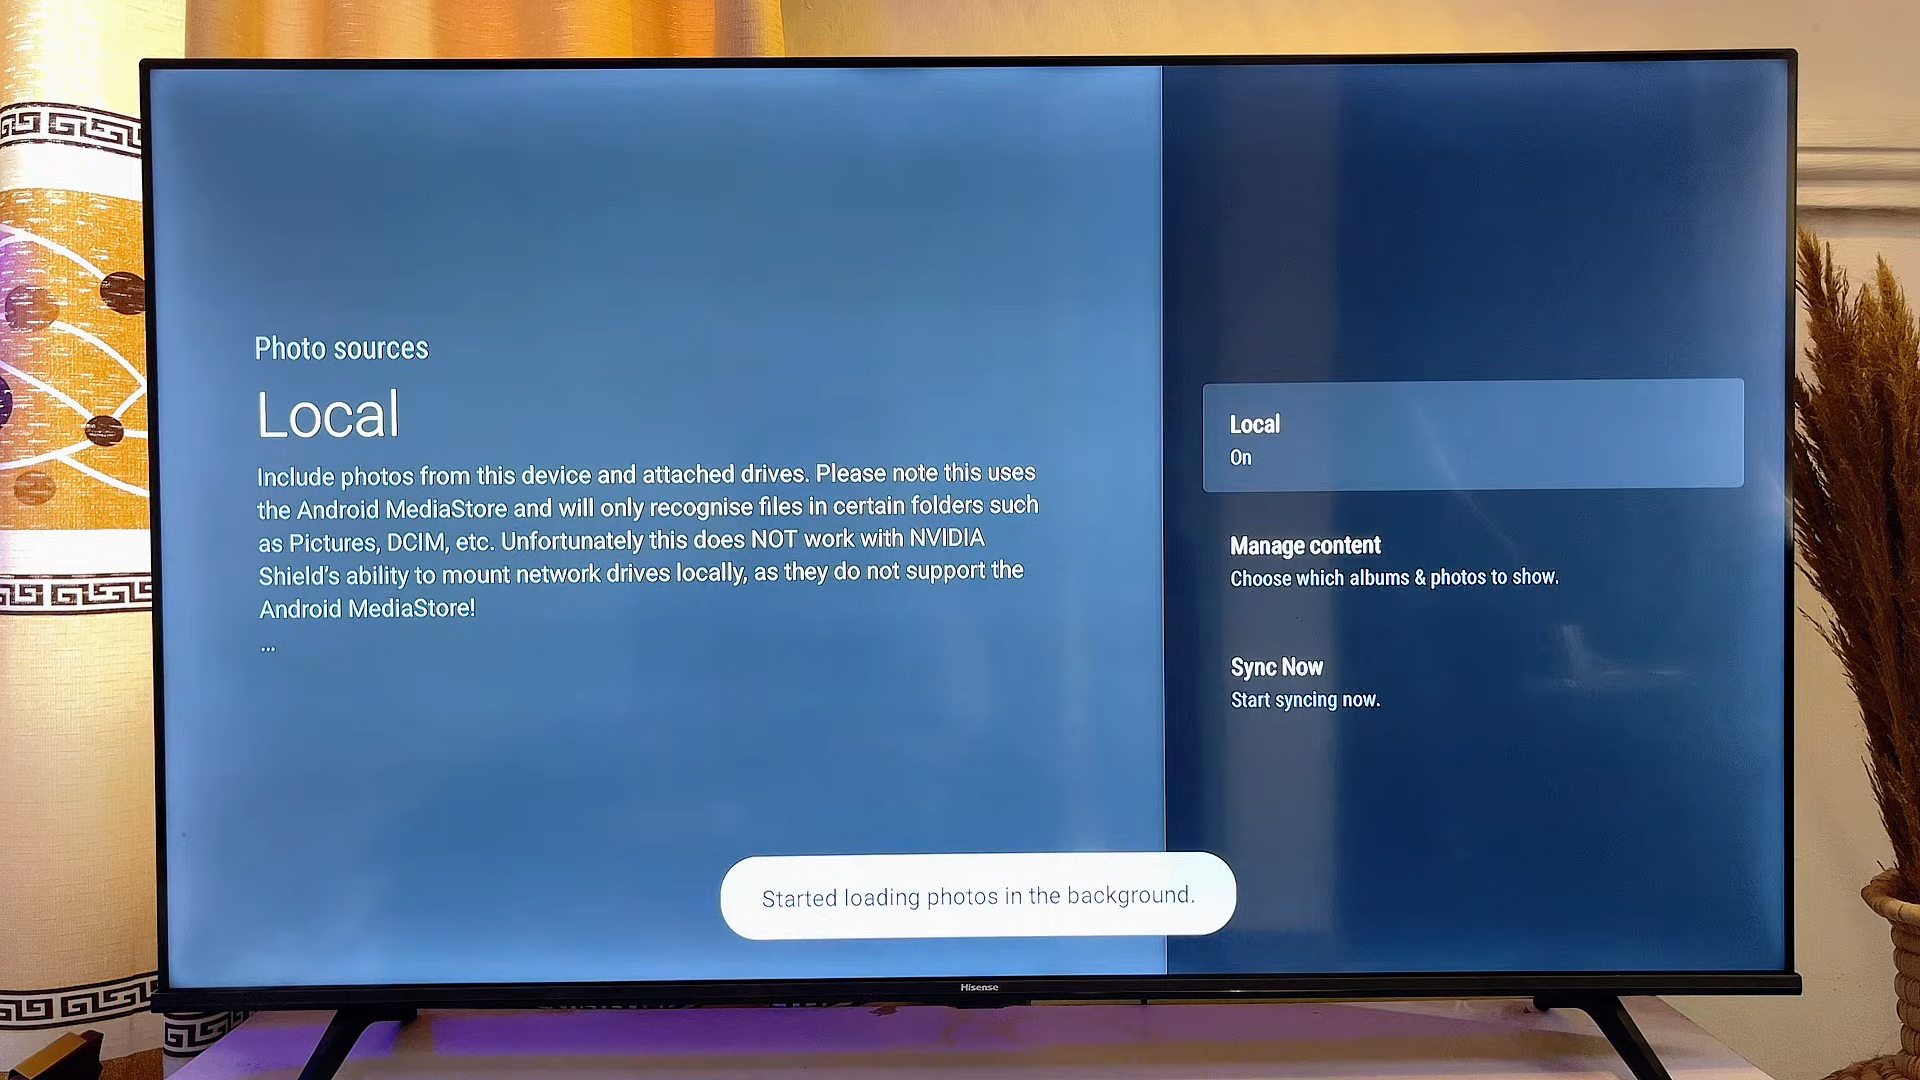 Photo sources
Local
Include photos from this device and attached drives. Please note this uses
the Android MediaStore and will only recognise files in certain folders such
as Pictures, DCIM, etc. Unfortunately this does NOT work with NVIDIA
Shield's ability to mount network drives locally, as they do not support the
Android MediaStore!
...
Local
On
Manage content
Choose which albums & photos to show.
Sync Now
Start syncing now.
Started loading photos in the background.
Hisense